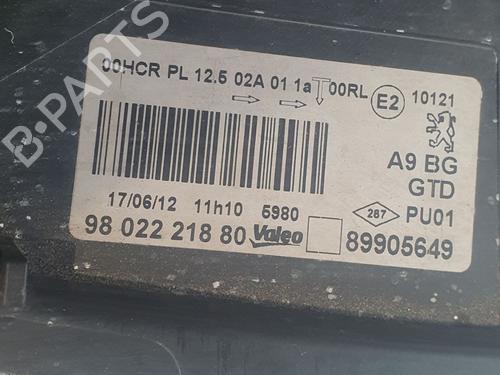 00HCR PL 12.5 02A 01 1a 00RL
E2
10121
A9 BG
GTD
17/06/12 11h10 5980
287
PU01
98 022 218 80 Valeo 89905649
B-PARTS